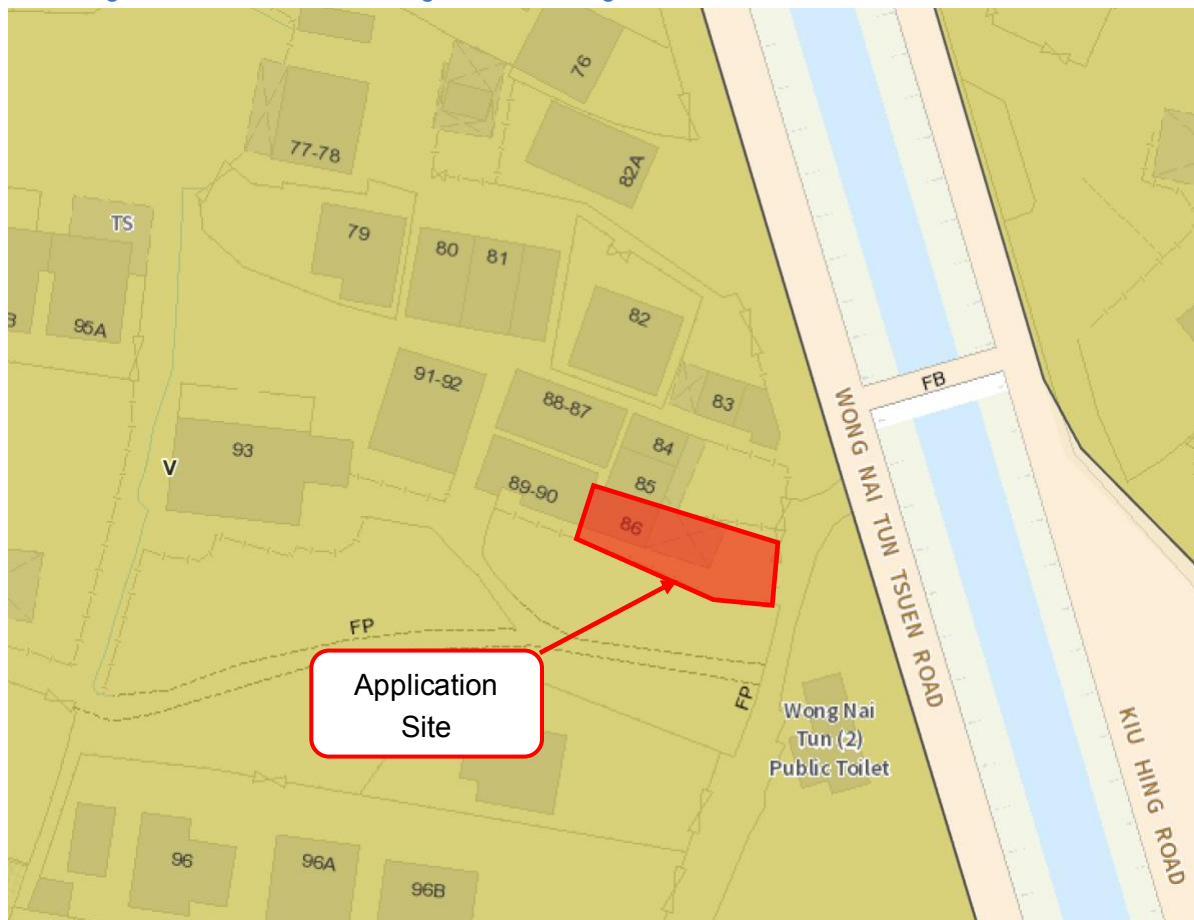 76
77-78
82A
TS
79
80
81
82
95A
91-92
88-87
83
FB
84
93
V
89-90
85
86
WONG NAI TUN TSUEN ROAD
FP
Application
Site
FP
Wong Nai
Tun (2)
Public Toilet
KIU HING ROAD
96
96A
96B